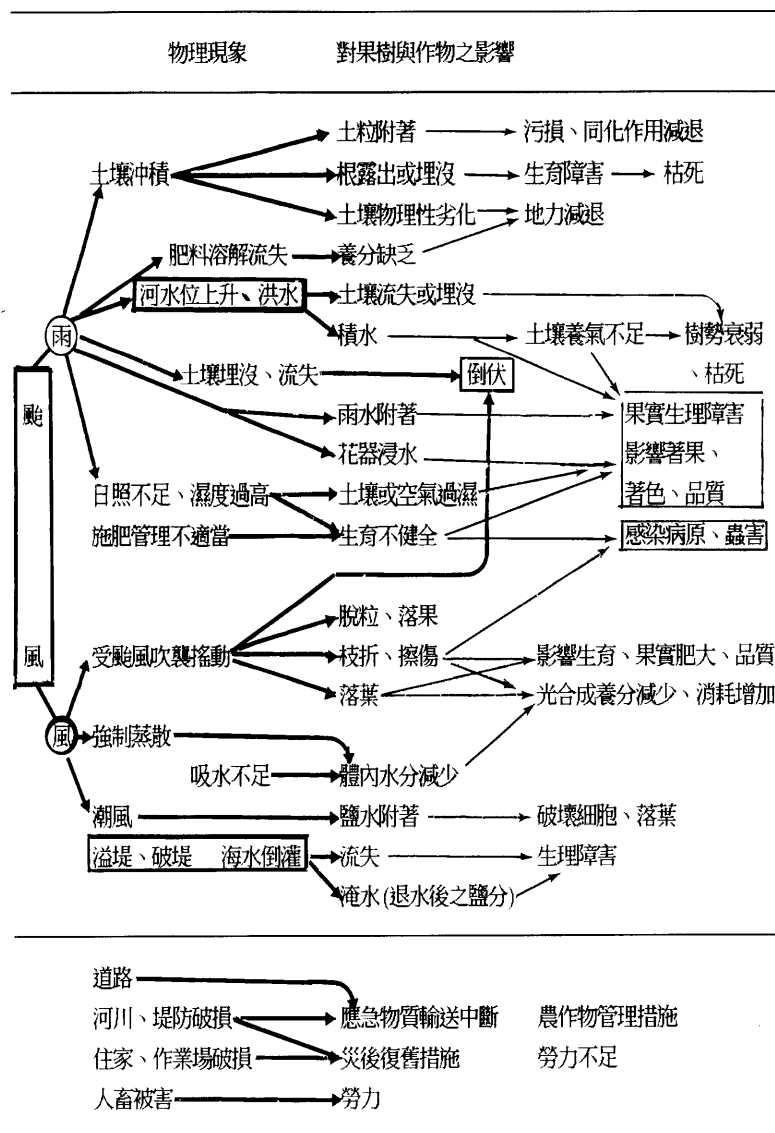 物理現象 對果樹與作物之影響
土粒附著 污損、同化作用減退
土壤沖積 根露出或埋沒 生育障害 枯死
土壤物理性劣化 地力減退
肥料溶解流失 養分缺乏
河水位上升、洪水 土壤流失或埋沒
雨 積水 土壤養氣不足 樹勢衰弱
土壤埋沒、流失 倒伏 、枯死
颱 雨水附著 果實生理障害
花器浸水 影響著果、
日照不足、濕度過高 土壤或空氣過濕 著色、品質
施肥管理不適當 生育不健全 感染病原、蟲害
脫粒、落果
風 受颱風吹襲搖動 枝折、擦傷 影響生育、果實肥大、品質
落葉 光合成養分減少、消耗增加
風 強制蒸散
吸水不足 體內水分減少
潮風 鹽水附著 破壞細胞、落葉
溢堤、破堤 海水倒灌 流失 生理障害
淹水(退水後之鹽分)
道路
河川、堤防破損 應急物質輸送中斷 農作物管理措施
住家、作業場破損 災後復舊措施 勞力不足
人畜被害 勞力